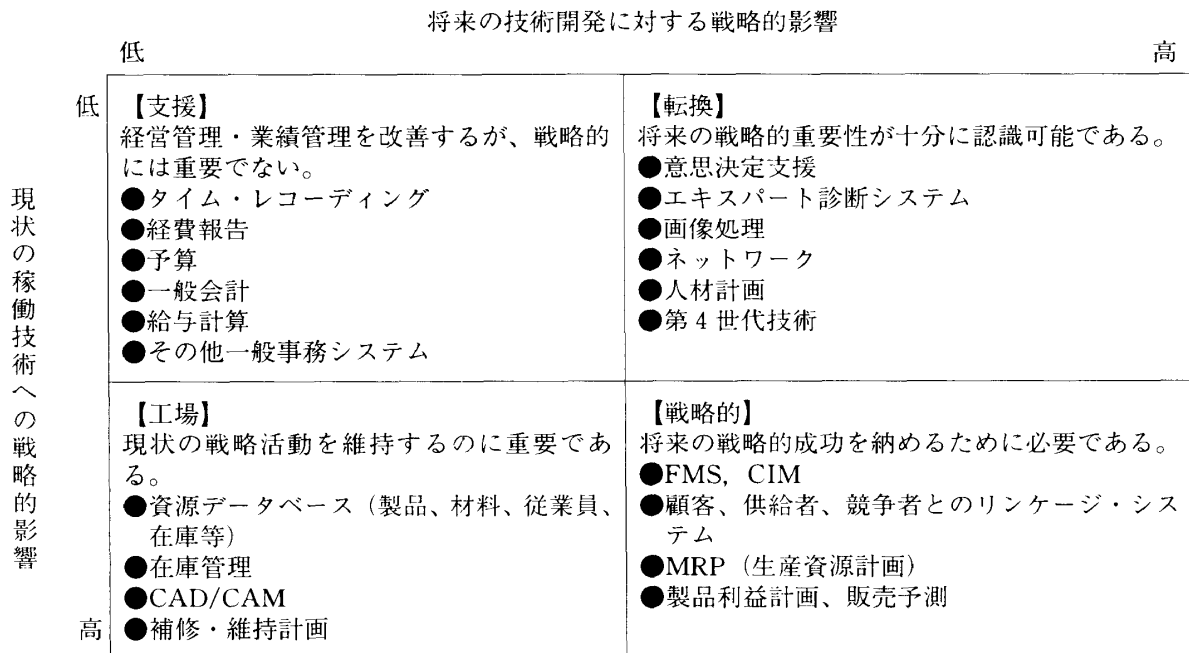 将来の技術開発に対する戦略的影響
低
高
現状の稼働技術への戦略的影響
低
【支援】
経営管理・業績管理を改善するが、戦略的
には重要でない。
●タイム・レコーディング
●経費報告
●予算
●一般会計
●給与計算
●その他一般事務システム
【転換】
将来の戦略的重要性が十分に認識可能である。
●意思決定支援
●エキスパート診断システム
●画像処理
●ネットワーク
●人材計画
●第4世代技術
高
【工場】
現状の戦略活動を維持するのに重要であ
る。
●資源データベース（製品、材料、従業員、
在庫等）
●在庫管理
●CAD/CAM
●補修・維持計画
【戦略的】
将来の戦略的成功を納めるために必要である。
●FMS, CIM
●顧客、供給者、競争者とのリンケージ・シス
テム
●MRP（生産資源計画）
●製品利益計画、販売予測